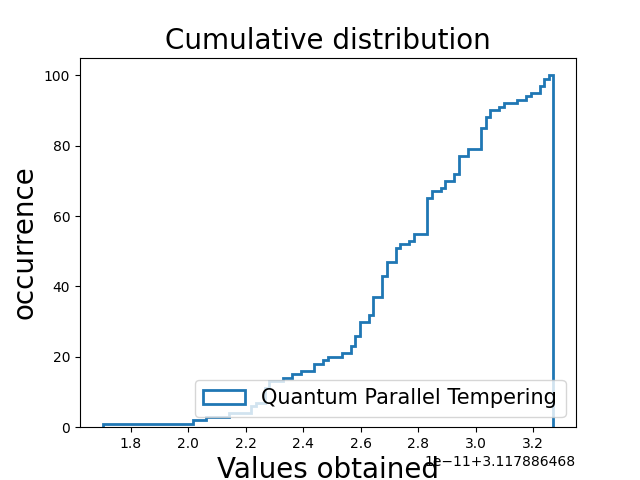 Cumulative distribution
100
80
60
40
20
0
occurrence
Quantum Parallel Tempering
1.8 2.0 2.2 2.4 2.6 2.8 3.0 3.2
1e−11+3.117886468
Values obtained